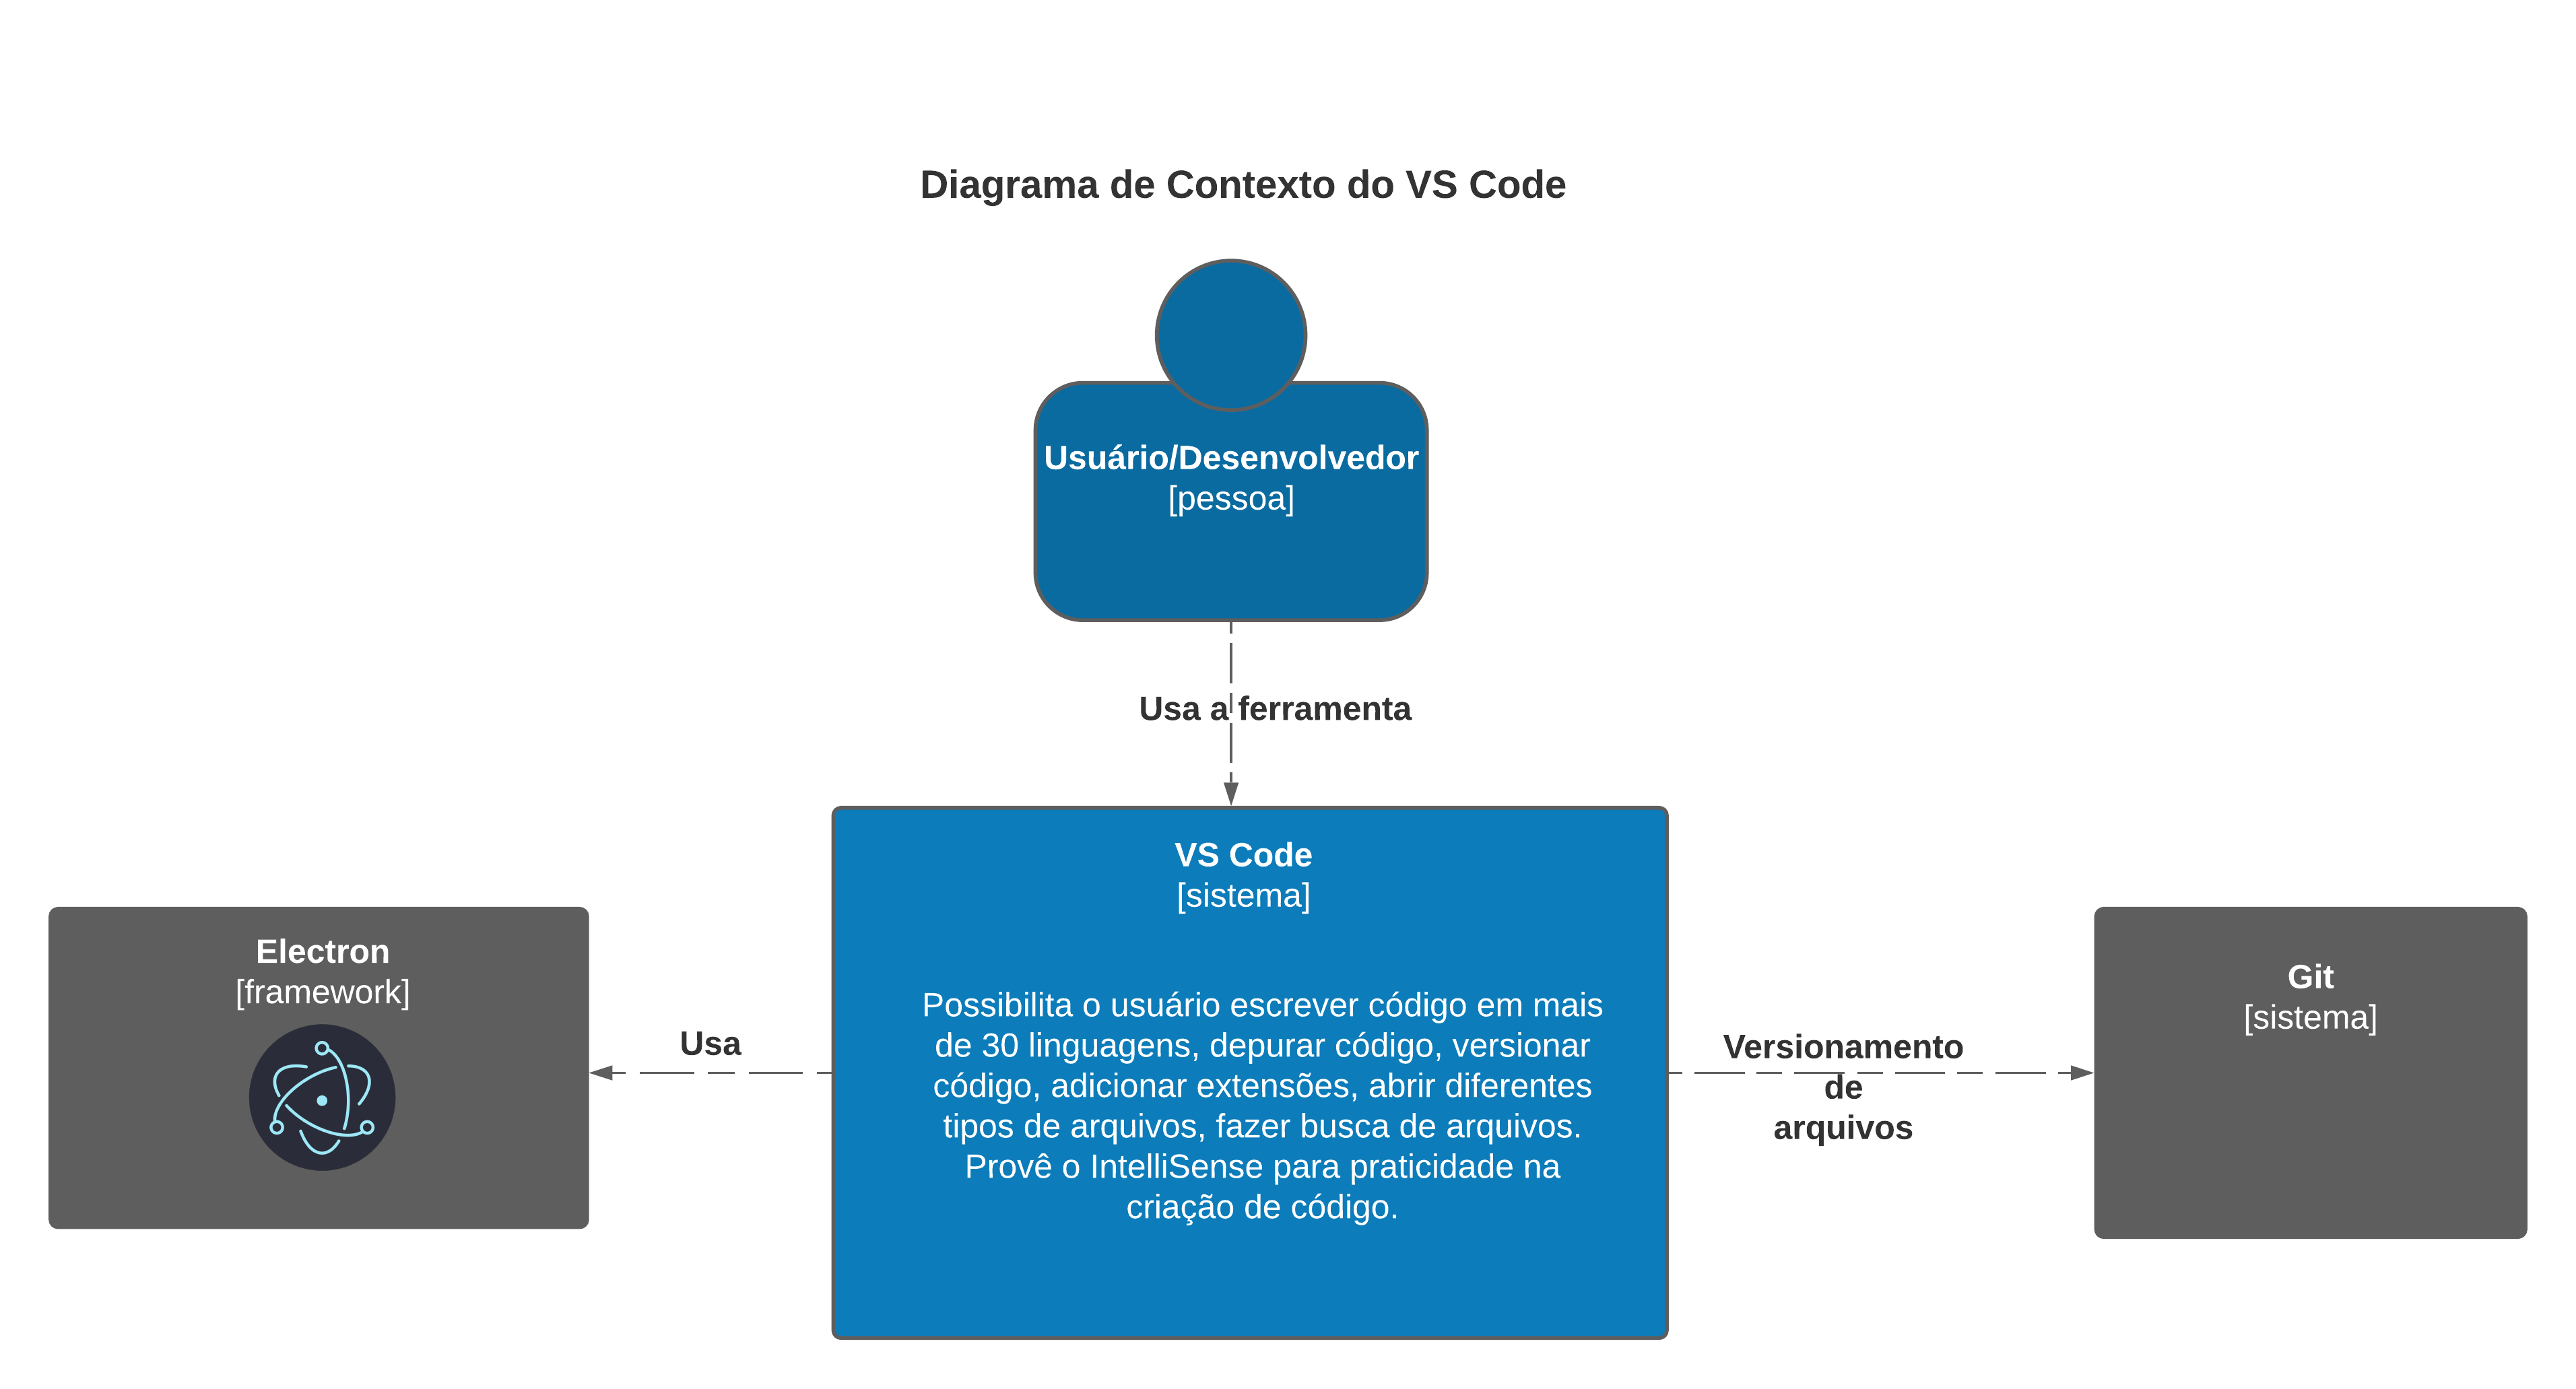 Diagrama de Contexto do VS Code
Usuário/Desenvolvedor
[pessoa]
Usa a ferramenta
VS Code
[sistema]
Possibilita o usuário escrever código em mais
de 30 linguagens, depurar código, versionar
código, adicionar extensões, abrir diferentes
tipos de arquivos, fazer busca de arquivos.
Provê o IntelliSense para praticidade na
criação de código.
Electron
[framework]
Usa
Versionamento
de
arquivos
Git
[sistema]